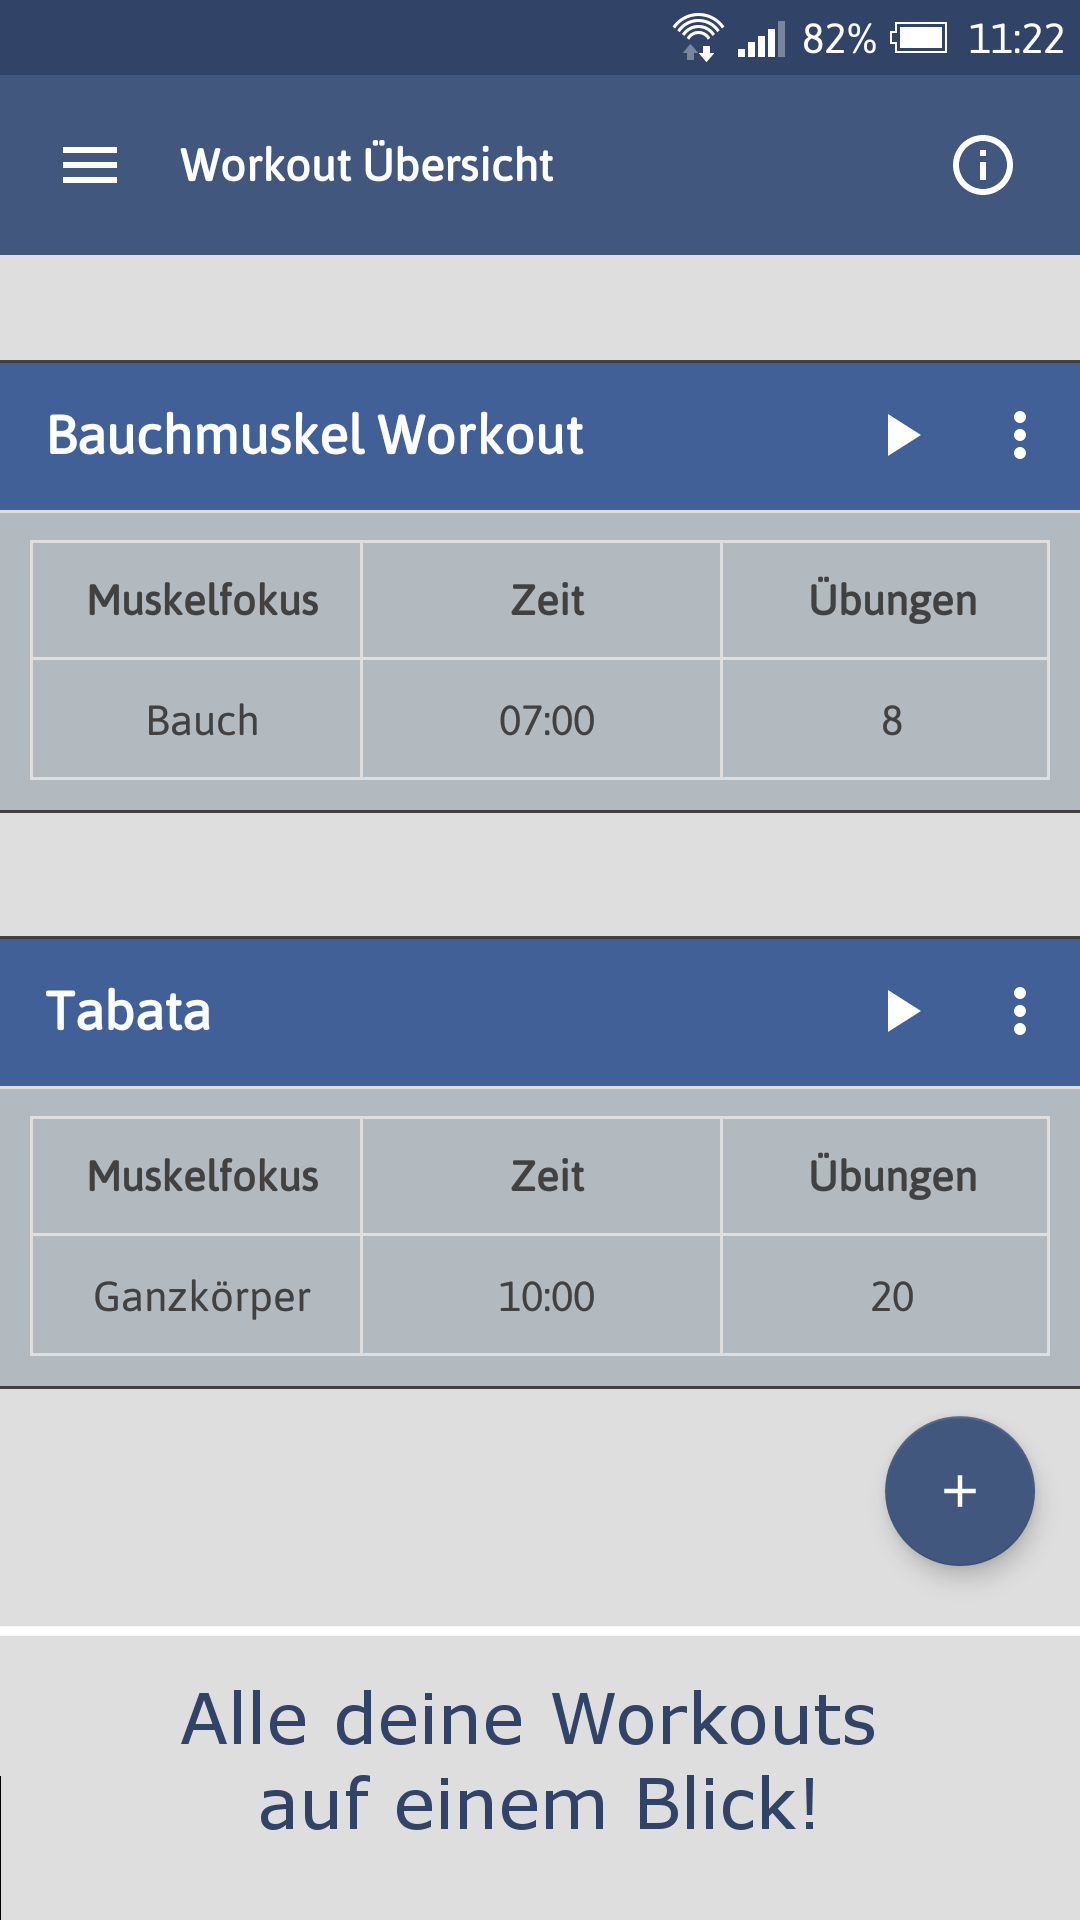 82% 11:22
Workout Übersicht
Bauchmuskel Workout
Muskelfokus Zeit Übungen
Bauch 07:00 8
Tabata
Muskelfokus Zeit Übungen
Ganzkörper 10:00 20
+
Alle deine Workouts
auf einem Blick!